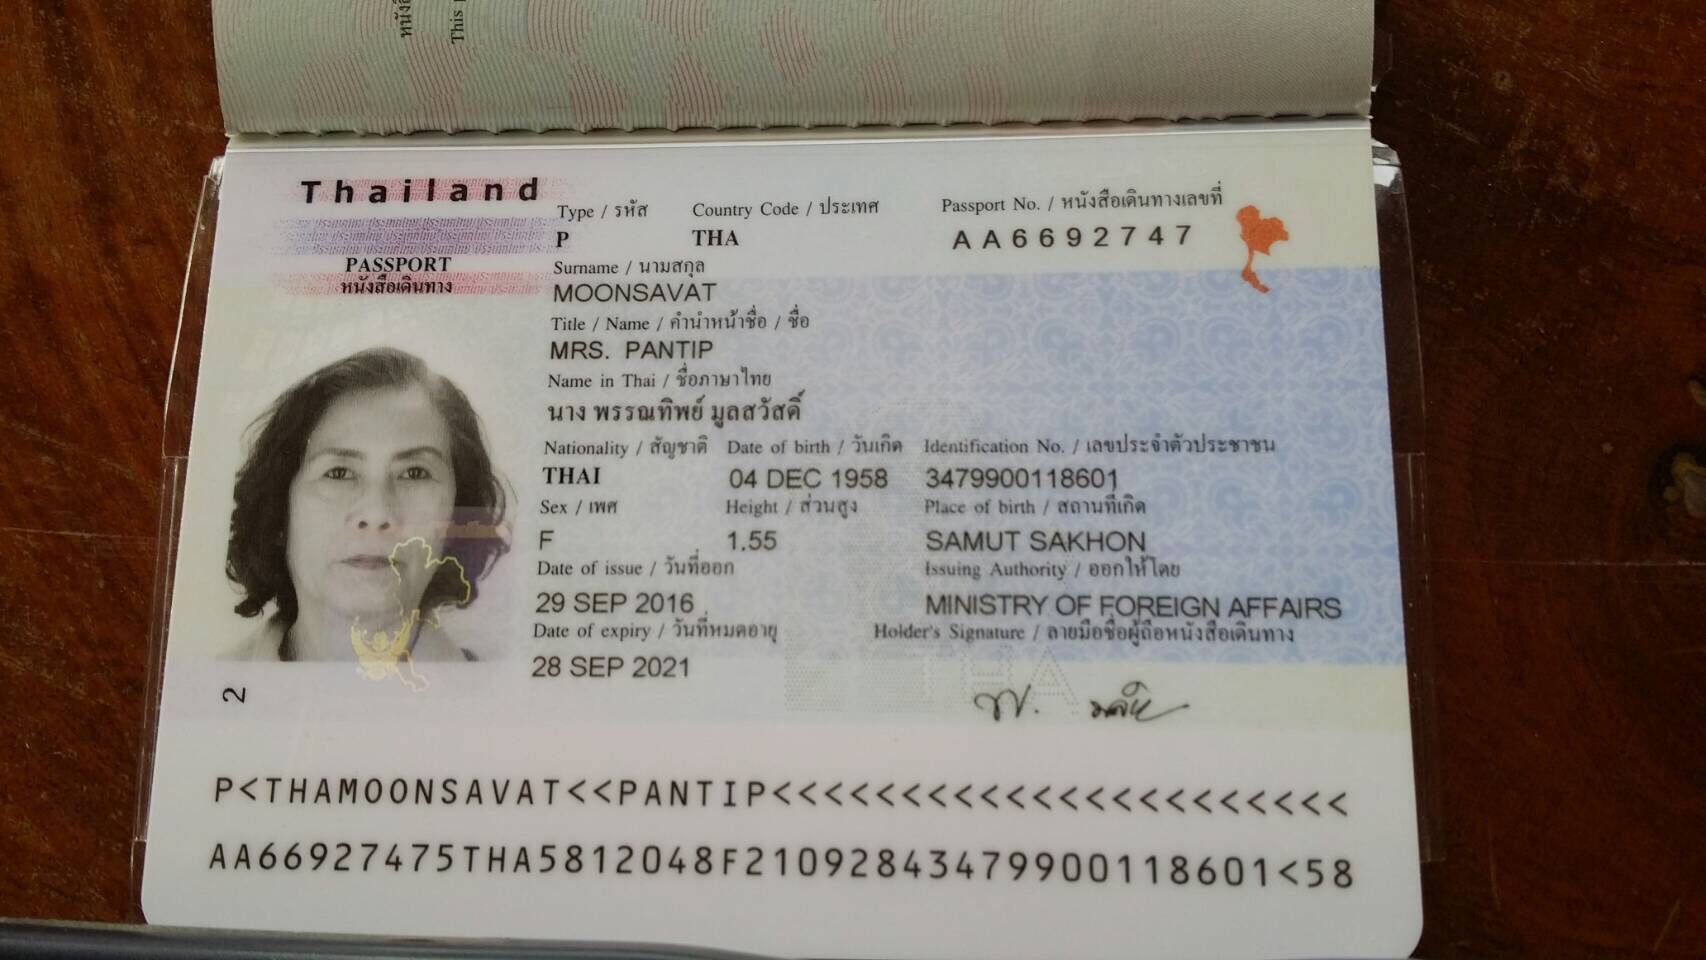 หนังสือ
This
Thailand
PASSPORT
หนังสือเดินทาง
Type / รหัส Country Code / ประเทศ Passport No. / หนังสือเดินทางเลขที่
P THA AA6692747
Surname / นามสกุล
MOONSAVAT
Title / Name / คำนำหน้าชื่อ / ชื่อ
MRS. PANTIP
Name in Thai / ชื่อภาษาไทย
นาง พรรณทิพย์ มูลสวัสดิ์
Nationality / สัญชาติ Date of birth / วันเกิด Identification No. / เลขประจำตัวประชาชน
THAI 04 DEC 1958 3479900118601
Sex / เพศ Height / ส่วนสูง Place of birth / สถานที่เกิด
F 1.55 SAMUT SAKHON
Date of issue / วันที่ออก Issuing Authority / ออกให้โดย
29 SEP 2016 MINISTRY OF FOREIGN AFFAIRS
Date of expiry / วันที่หมดอายุ Holder's Signature / ลายมือชื่อผู้ถือหนังสือเดินทาง
28 SEP 2021
THA
2
P<THAMOONSAVAT<<PANTIP<<<<<<<<<<<<<<<<<<<<<<
AA66927475THA5812048F21092843479900118601<58